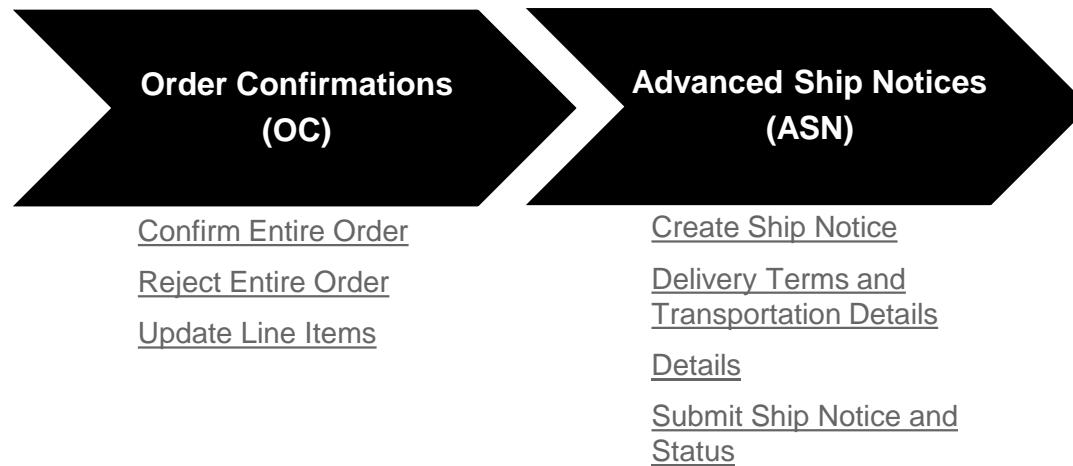 Order Confirmations
(OC)
Confirm Entire Order
Reject Entire Order
Update Line Items
Advanced Ship Notices
(ASN)
Create Ship Notice
Delivery Terms and
Transportation Details
Details
Submit Ship Notice and
Status